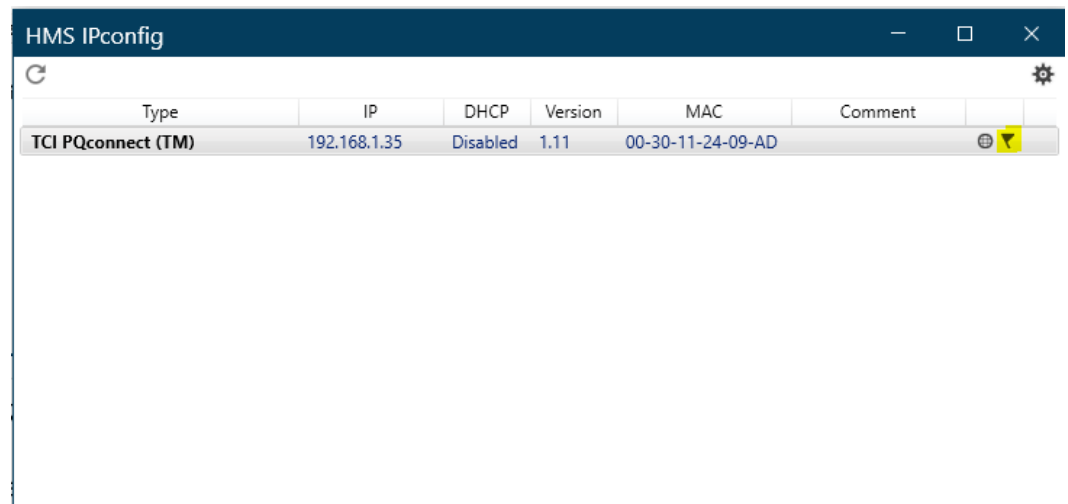 HMS IPconfig
Type IP DHCP Version MAC Comment
TCI PQconnect (TM) 192.168.1.35 Disabled 1.11 00-30-11-24-09-AD